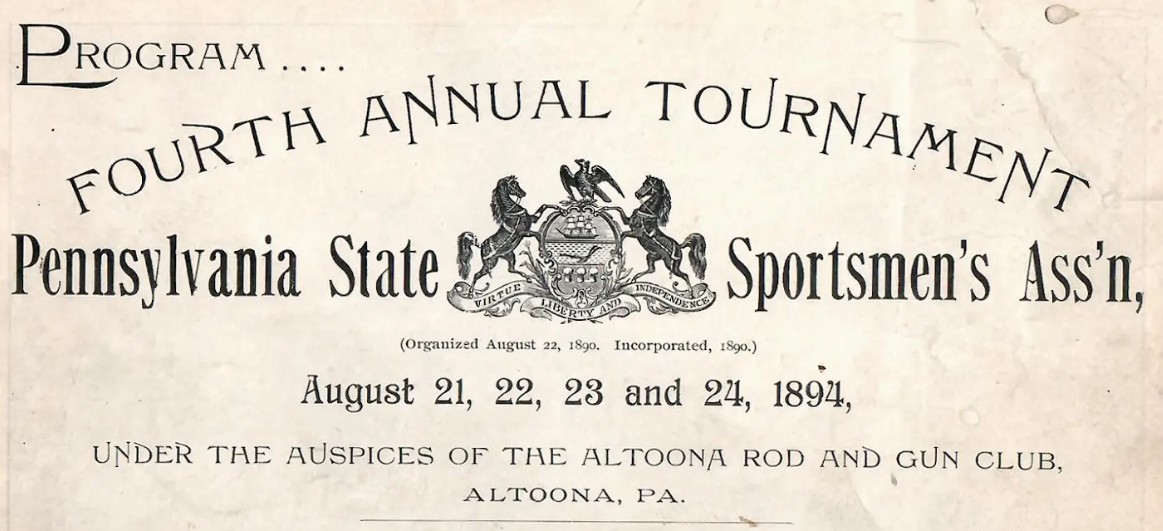 PROGRAM ....
FOURTH ANNUAL TOURNAMENT
Pennsylvania State Sportsmen's Ass'n,
VIRTUE LIBERTY AND INDEPENDENCE
(Organized August 22, 1890. Incorporated, 1890.)
August 21, 22, 23 and 24, 1894,
UNDER THE AUSPICES OF THE ALTOONA ROD AND GUN CLUB,
ALTOONA, PA.